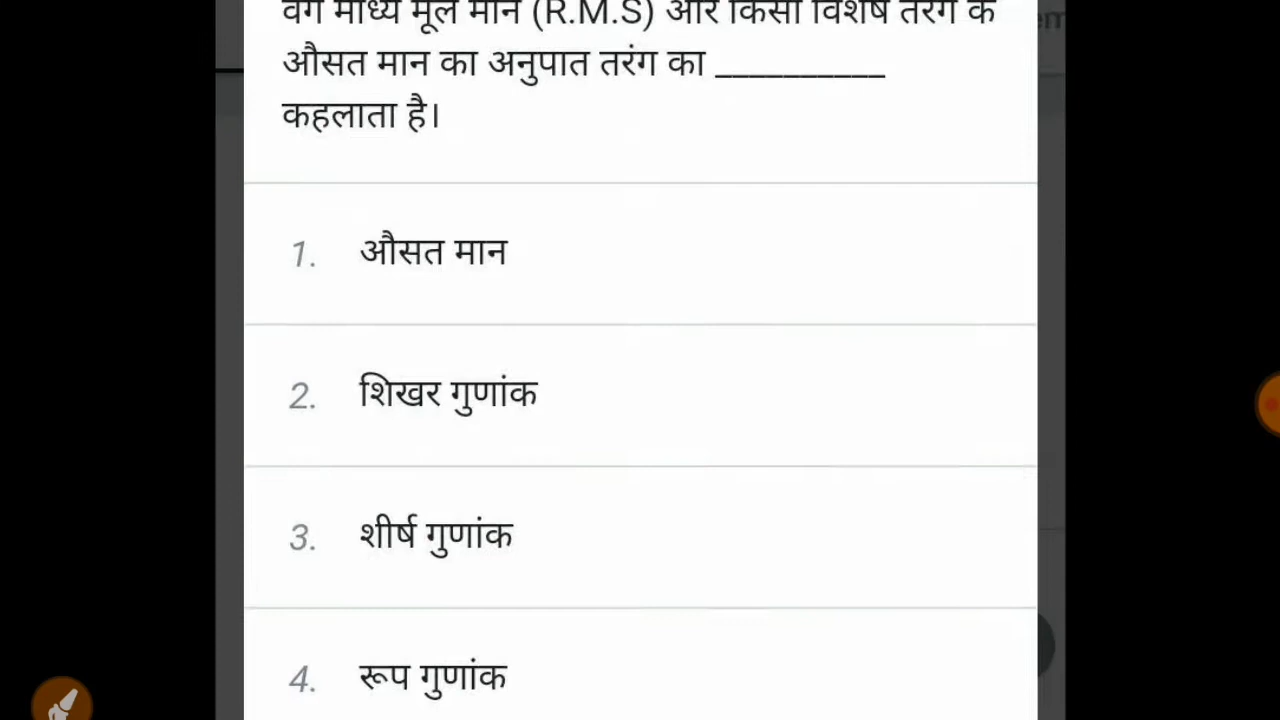 वर्ग माध्य मूल मान (R.M.S) और किसी विशेष तरंग के
औसत मान का अनुपात तरंग का __________
कहलाता है।
1. औसत मान
2. शिखर गुणांक
3. शीर्ष गुणांक
4. रूप गुणांक